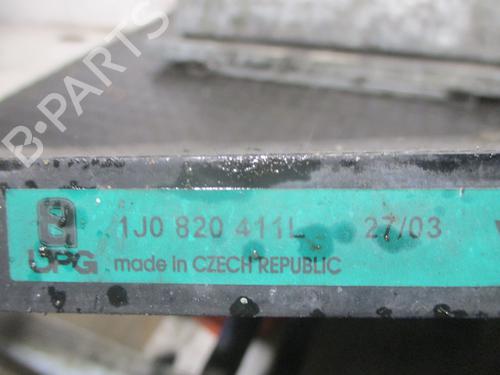 B-PARTS
1J0 820 411L 27/03
UPG made in CZECH REPUBLIC